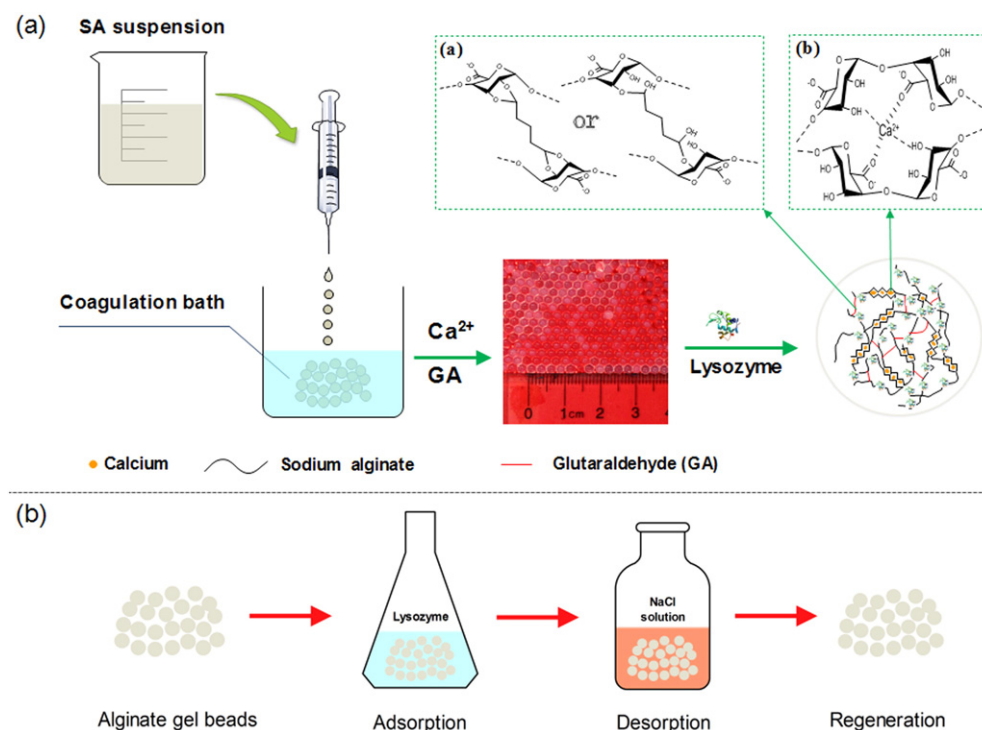 (a)
SA suspension
(a)
or
(b)
Ca²⁺
Coagulation bath
Ca²⁺
GA
0 1cm 2 3
Lysozyme
Calcium
Sodium alginate
Glutaraldehyde (GA)
(b)
Lysozyme
NaCl
solution
Alginate gel beads
Adsorption
Desorption
Regeneration